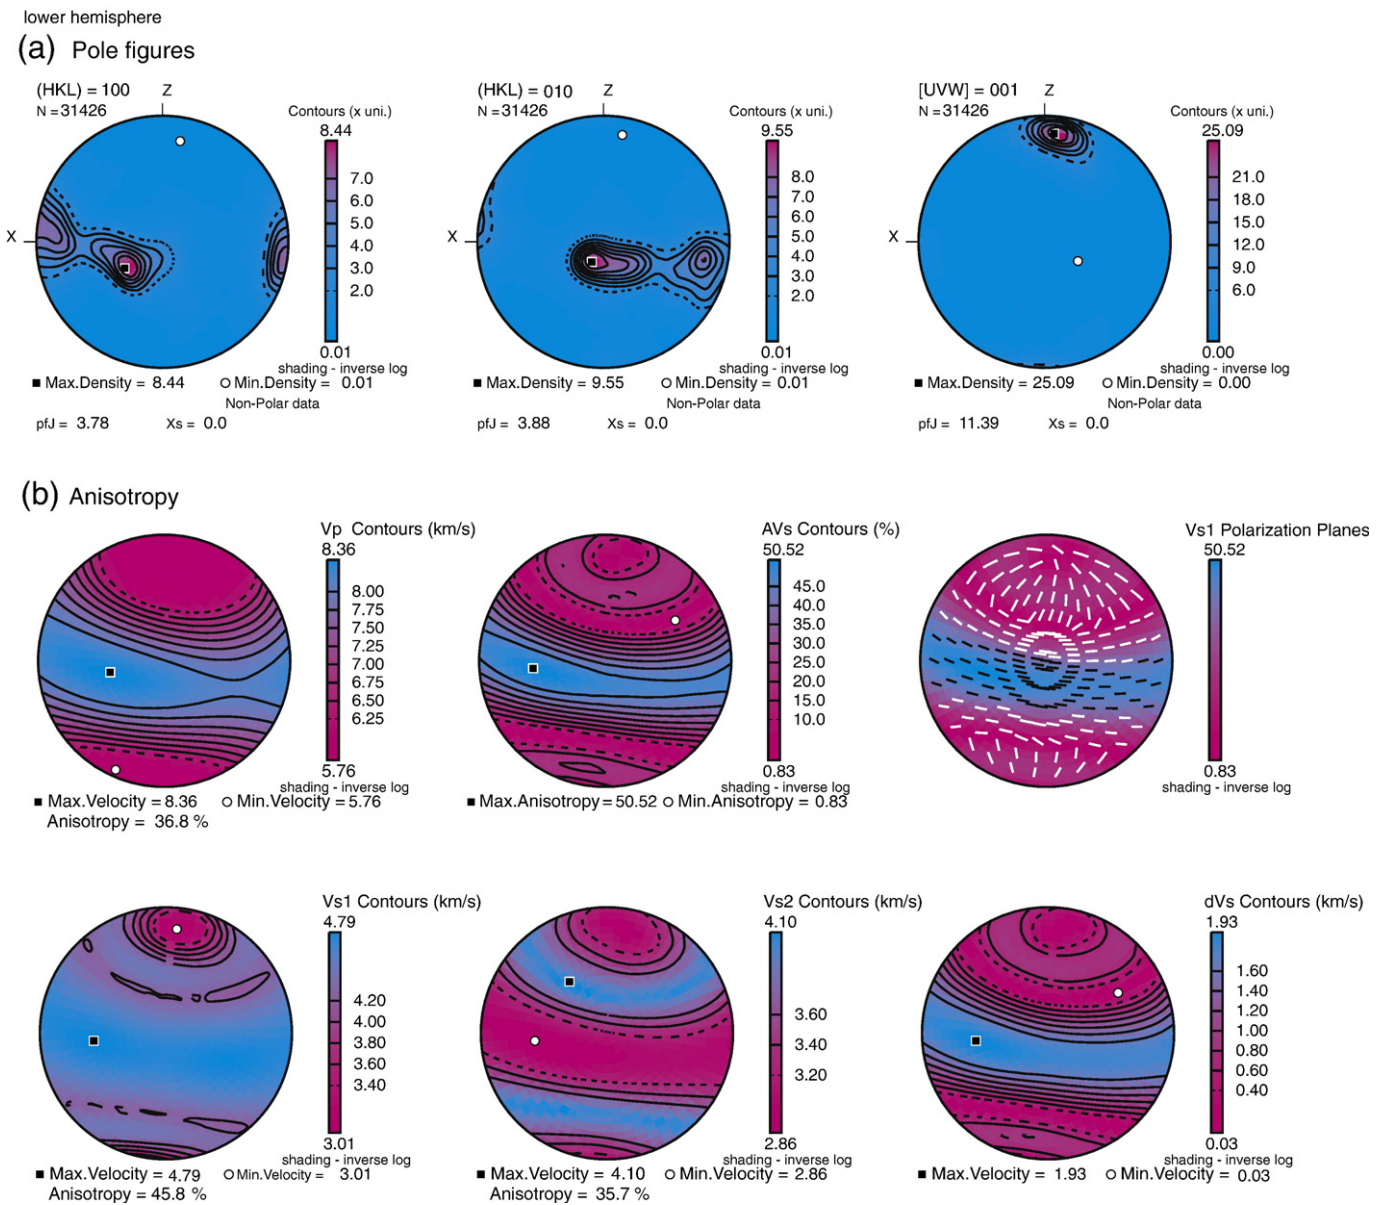 lower hemisphere
(a) Pole figures
(HKL) = 100
Z
N = 31426
Contours (x uni.)
8.44
7.0
6.0
5.0
4.0
3.0
2.0
0.01
X
shading - inverse log
Max.Density = 8.44
Min.Density = 0.01
Non-Polar data
pfJ = 3.78
Xs = 0.0
(HKL) = 010
Z
N = 31426
Contours (x uni.)
9.55
8.0
7.0
6.0
5.0
4.0
3.0
2.0
0.01
X
shading - inverse log
Max.Density = 9.55
Min.Density = 0.01
Non-Polar data
pfJ = 3.88
Xs = 0.0
[UVW] = 001
Z
N = 31426
Contours (x uni.)
25.09
21.0
18.0
15.0
12.0
9.0
6.0
0.00
X
shading - inverse log
Max.Density = 25.09
Min.Density = 0.00
Non-Polar data
pfJ = 11.39
Xs = 0.0
(b) Anisotropy
Vp Contours (km/s)
8.36
8.00
7.75
7.50
7.25
7.00
6.75
6.50
6.25
5.76
shading - inverse log
Max.Velocity = 8.36
Min.Velocity = 5.76
Anisotropy = 36.8 %
AVs Contours (%)
50.52
45.0
40.0
35.0
30.0
25.0
20.0
15.0
10.0
0.83
shading - inverse log
Max.Anisotropy = 50.52
Min.Anisotropy = 0.83
Vs1 Polarization Planes
50.52
0.83
shading - inverse log
Vs1 Contours (km/s)
4.79
4.20
4.00
3.80
3.60
3.40
3.01
shading - inverse log
Max.Velocity = 4.79
Min.Velocity = 3.01
Anisotropy = 45.8 %
Vs2 Contours (km/s)
4.10
3.60
3.40
3.20
2.86
shading - inverse log
Max.Velocity = 4.10
Min.Velocity = 2.86
Anisotropy = 35.7 %
dVs Contours (km/s)
1.93
1.60
1.40
1.20
1.00
0.80
0.60
0.40
0.03
shading - inverse log
Max.Velocity = 1.93
Min.Velocity = 0.03